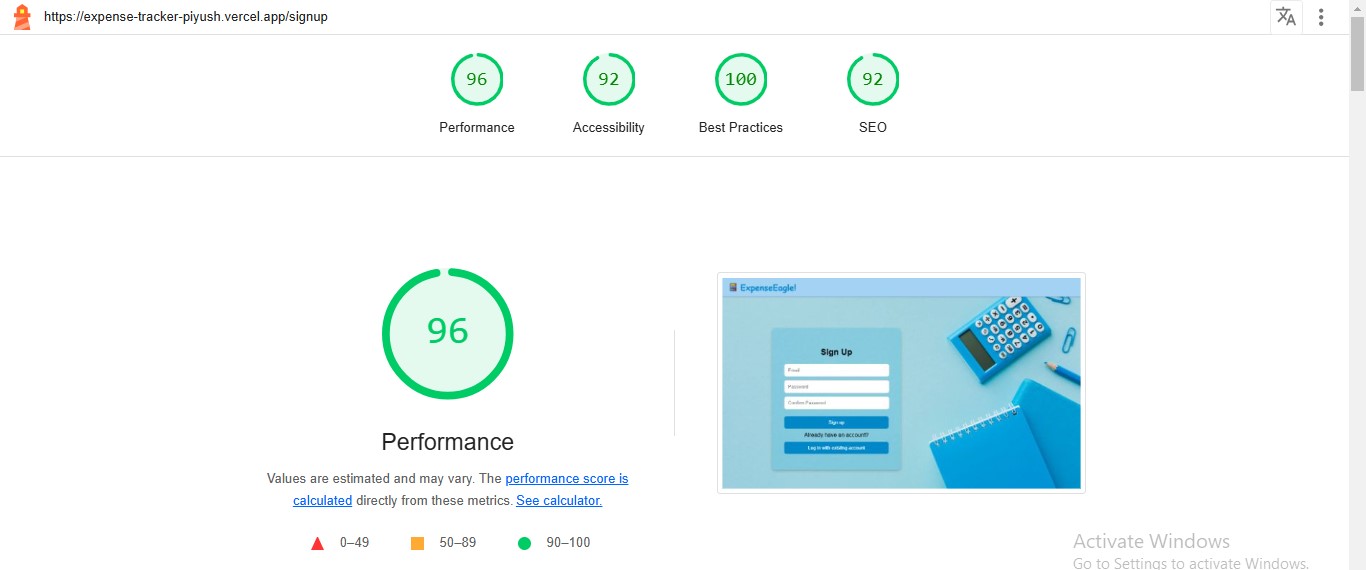 https://expense-tracker-piyush.vercel.app/signup
96
92
100
92
Performance
Accessibility
Best Practices
SEO
96
Performance
Values are estimated and may vary. The performance score is
calculated directly from these metrics. See calculator.
0–49
50–89
90–100
ExpenseEagle!
Sign Up
Email
Password
Confirm Password
Sign up
Already have an account?
Log in with existing account
Activate Windows
Go to Settings to activate Windows.